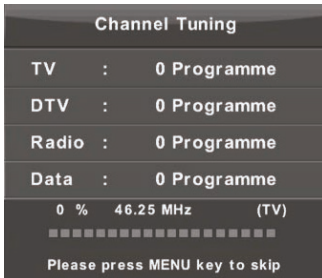 Channel Tuning
TV : 0 Programme
DTV : 0 Programme
Radio : 0 Programme
Data : 0 Programme
0 % 46.25 MHz (TV)
Please press MENU key to skip